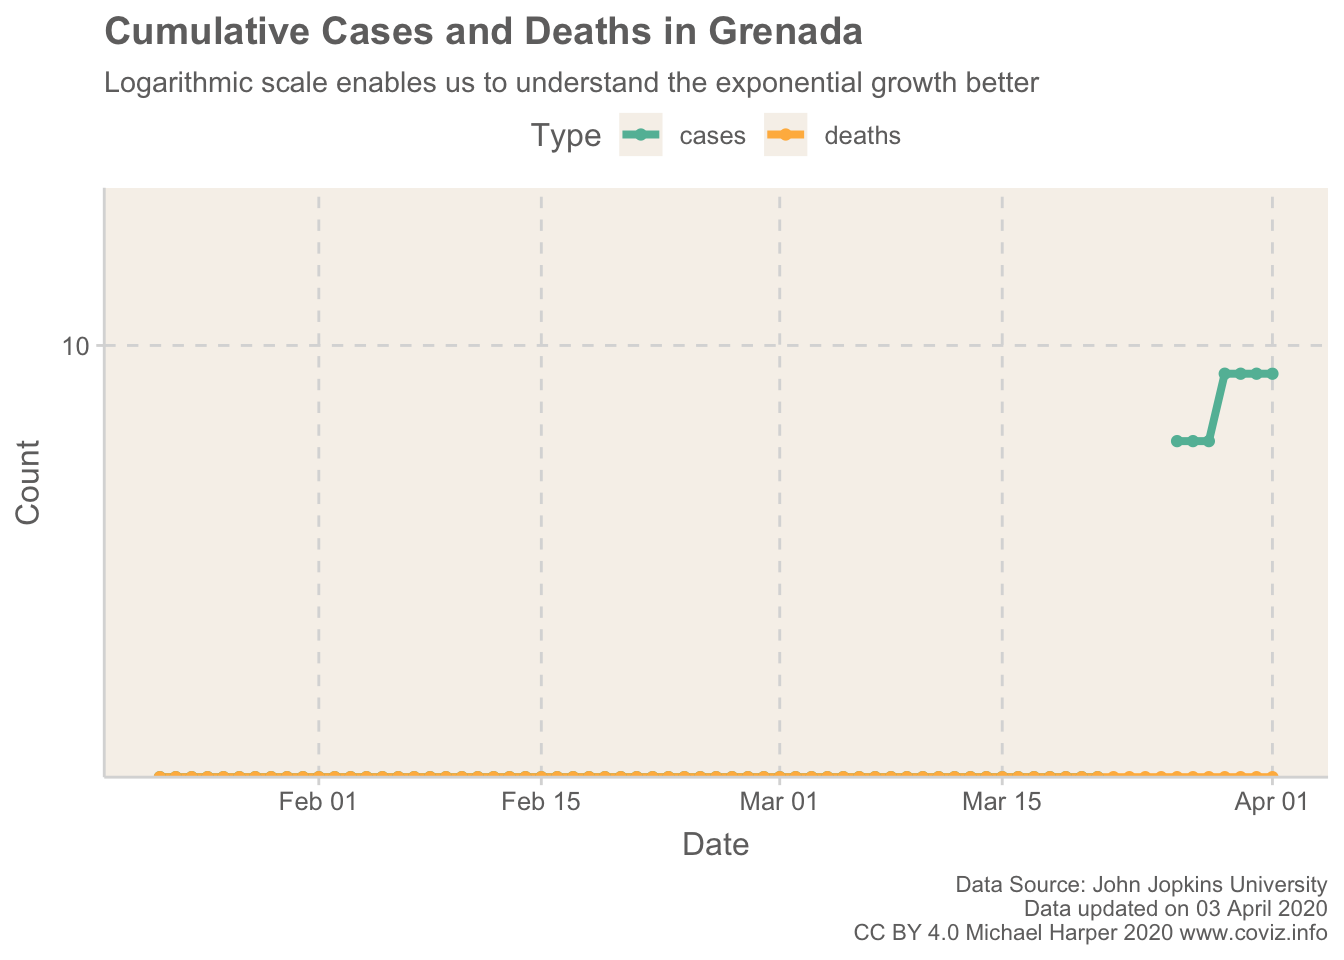 Cumulative Cases and Deaths in Grenada
Logarithmic scale enables us to understand the exponential growth better
Type cases deaths
10
Count
Feb 01 Feb 15 Mar 01 Mar 15 Apr 01
Date
Data Source: John Jopkins University
Data updated on 03 April 2020
CC BY 4.0 Michael Harper 2020 www.coviz.info